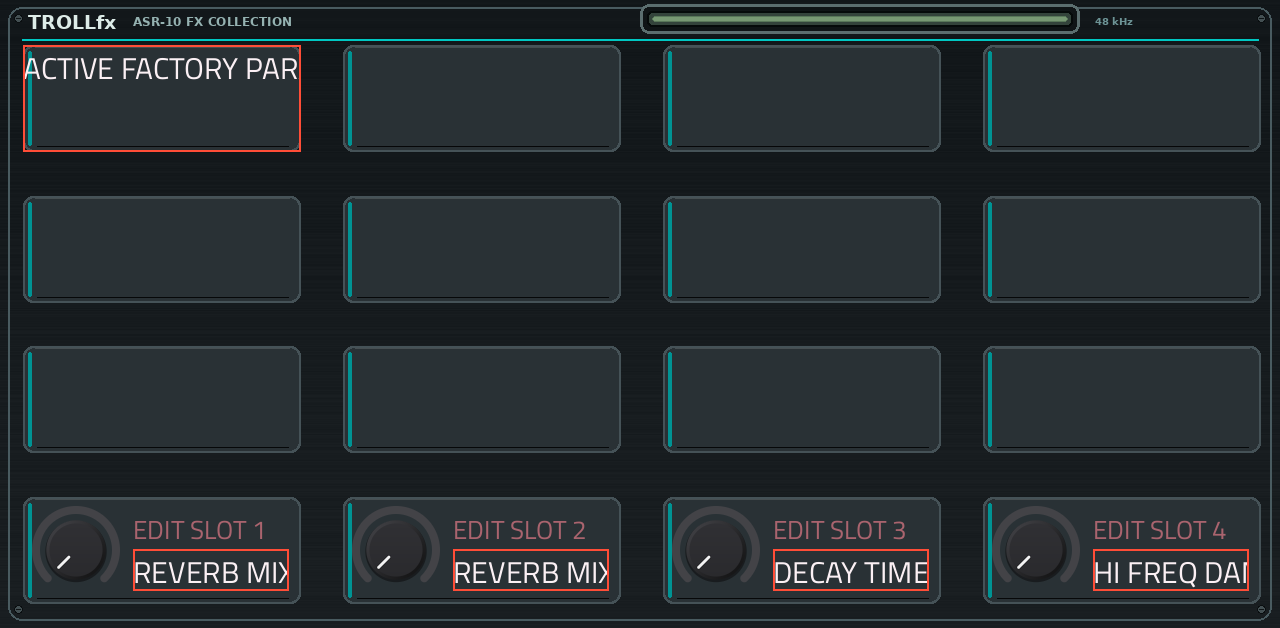 TROLLfx ASR-10 FX COLLECTION 48 kHz
ACTIVE FACTORY PAR
EDIT SLOT 1 EDIT SLOT 2 EDIT SLOT 3 EDIT SLOT 4
REVERB MIX REVERB MIX DECAY TIME HI FREQ DAM